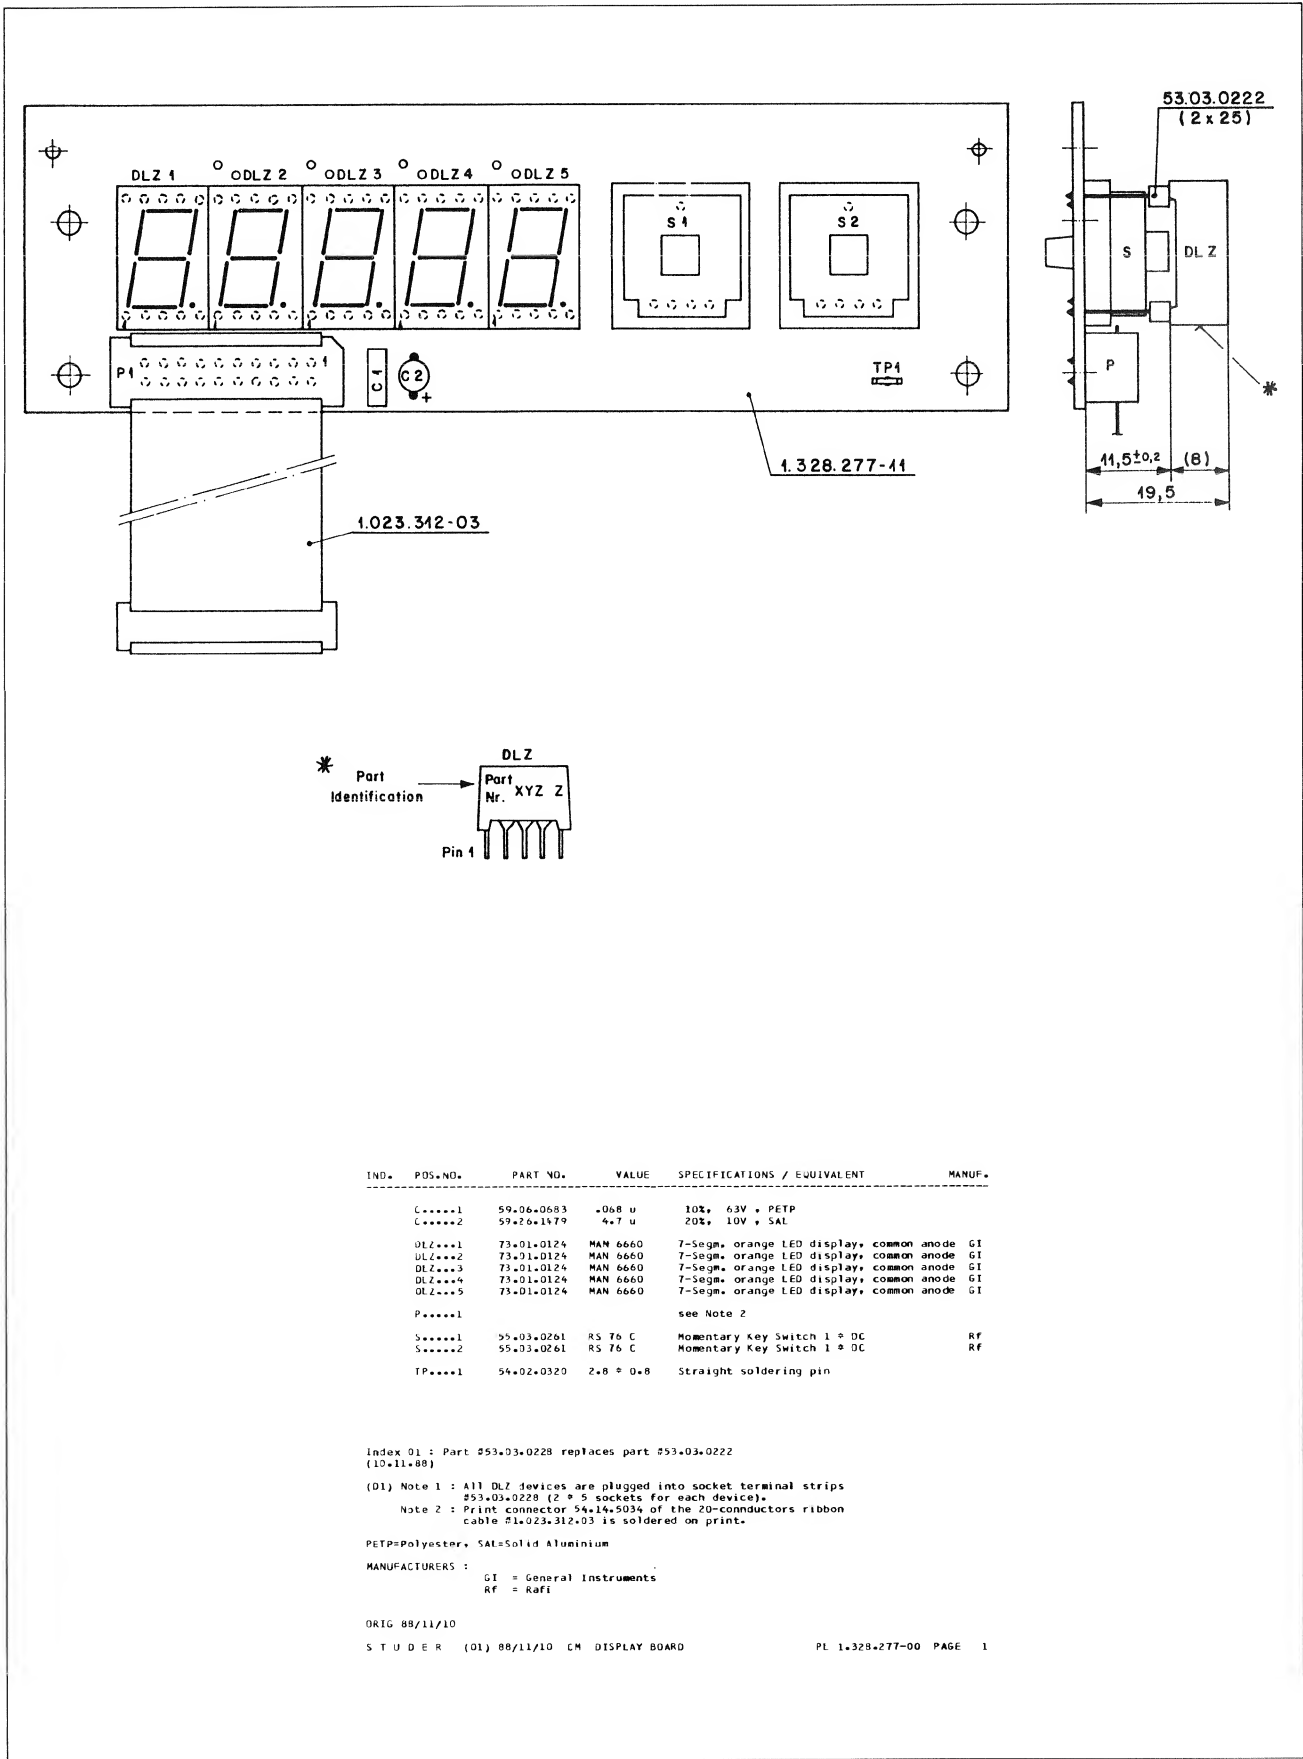 53.03.0222
(2x25)
DLZ 1 DLZ 2 DLZ 3 DLZ 4 DLZ 5
S 1
S 2
S
DLZ
P1
1
C 1
C 2
+
TP1
P
*
1.328.277-11
11,5±0,2 (8)
19,5
1.023.312-03
* Part
Identification
DLZ
Part
Nr. XYZ Z
Pin 1
IND. POS.NO. PART NO. VALUE SPECIFICATIONS / EQUIVALENT MANUF.
C.....1 59.06.0683 .068 u 10%, 63V , PETP
C.....2 59.26.1479 4.7 u 20%, 10V , SAL
DLZ...1 73.01.0124 MAN 6660 7-Segm. orange LED display, common anode GI
DLZ...2 73.01.0124 MAN 6660 7-Segm. orange LED display, common anode GI
DLZ...3 73.01.0124 MAN 6660 7-Segm. orange LED display, common anode GI
DLZ...4 73.01.0124 MAN 6660 7-Segm. orange LED display, common anode GI
DLZ...5 73.01.0124 MAN 6660 7-Segm. orange LED display, common anode GI
P.....1 see Note 2
S.....1 55.03.0261 RS 76 C Momentary Key Switch 1 * DC Rf
S.....2 55.03.0261 RS 76 C Momentary Key Switch 1 * DC Rf
TP....1 54.02.0320 2.8 * 0.8 Straight soldering pin
Index 01 : Part #53.03.0228 replaces part #53.03.0222
(10.11.88)
(01) Note 1 : All DLZ devices are plugged into socket terminal strips
#53.03.0228 (2 * 5 sockets for each device).
Note 2 : Print connector 54.14.5034 of the 20-connductors ribbon
cable #1.023.312.03 is soldered on print.
PETP=Polyester, SAL=Solid Aluminium
MANUFACTURERS :
GI = General Instruments
Rf = Rafi
ORIG 88/11/10
S T U D E R (01) 88/11/10 CM DISPLAY BOARD PL 1.328.277-00 PAGE 1